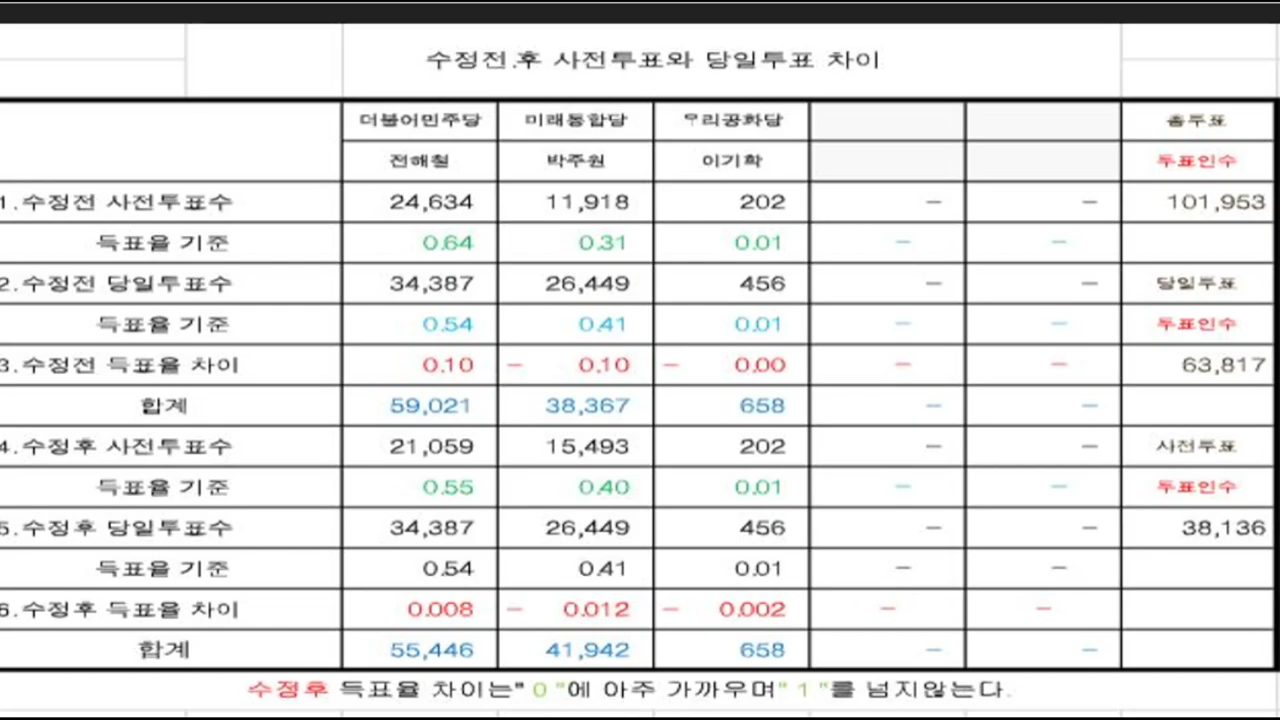 수정전.후 사전투표와 당일투표 차이
더불어민주당 미래통합당 우리공화당 총투표
전해철 박주원 이기학 투표인수
1.수정전 사전투표수 24,634 11,918 202 - - 101,953
득표율 기준 0.64 0.31 0.01 - -
2.수정전 당일투표수 34,387 26,449 456 - - 당일투표
득표율 기준 0.54 0.41 0.01 - - 투표인수
3.수정전 득표율 차이 0.10 - 0.10 - 0.00 - - 63,817
합계 59,021 38,367 658 - -
4.수정후 사전투표수 21,059 15,493 202 - - 사전투표
득표율 기준 0.55 0.40 0.01 - - 투표인수
5.수정후 당일투표수 34,387 26,449 456 - - 38,136
득표율 기준 0.54 0.41 0.01 - -
6.수정후 득표율 차이 0.008 - 0.012 - 0.002 - -
합계 55,446 41,942 658 - -
수정후 득표율 차이는" 0 "에 아주 가까우며" 1 "를 넘지않는다.